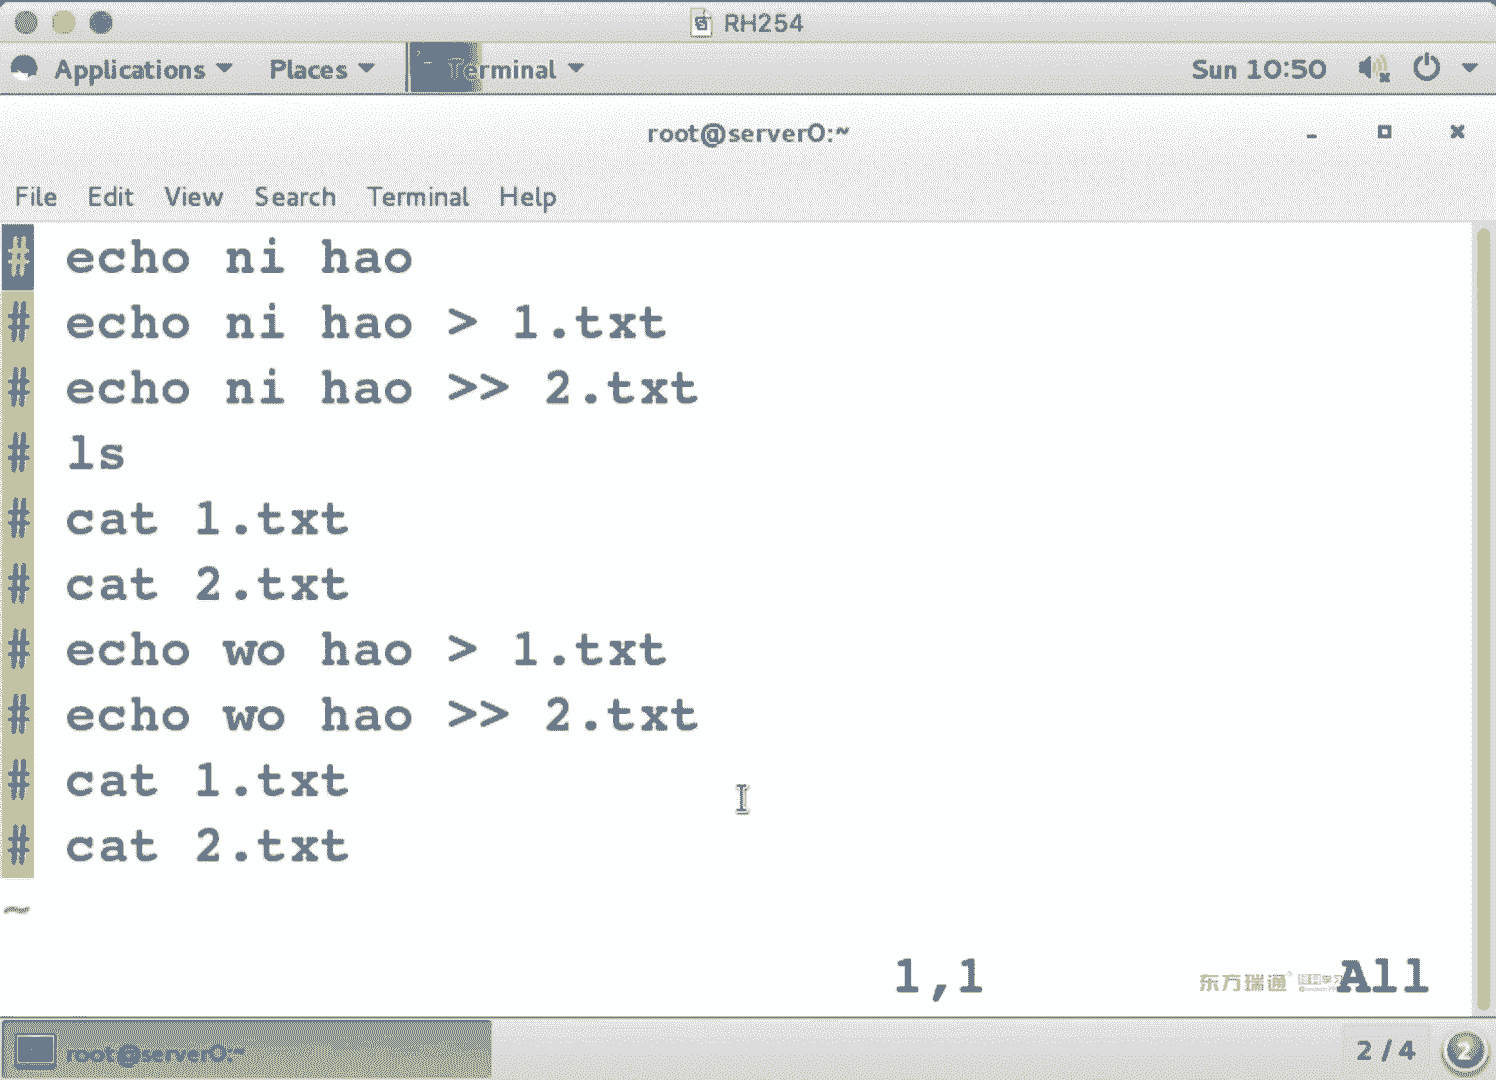 RH254
Applications Places Terminal Sun 10:50
root@server0:~
File Edit View Search Terminal Help
# echo ni hao
# echo ni hao > 1.txt
# echo ni hao >> 2.txt
# ls
# cat 1.txt
# cat 2.txt
# echo wo hao > 1.txt
# echo wo hao >> 2.txt
# cat 1.txt
# cat 2.txt
~
1,1 All
东方瑞通
root@server0:~ 2 / 4 2